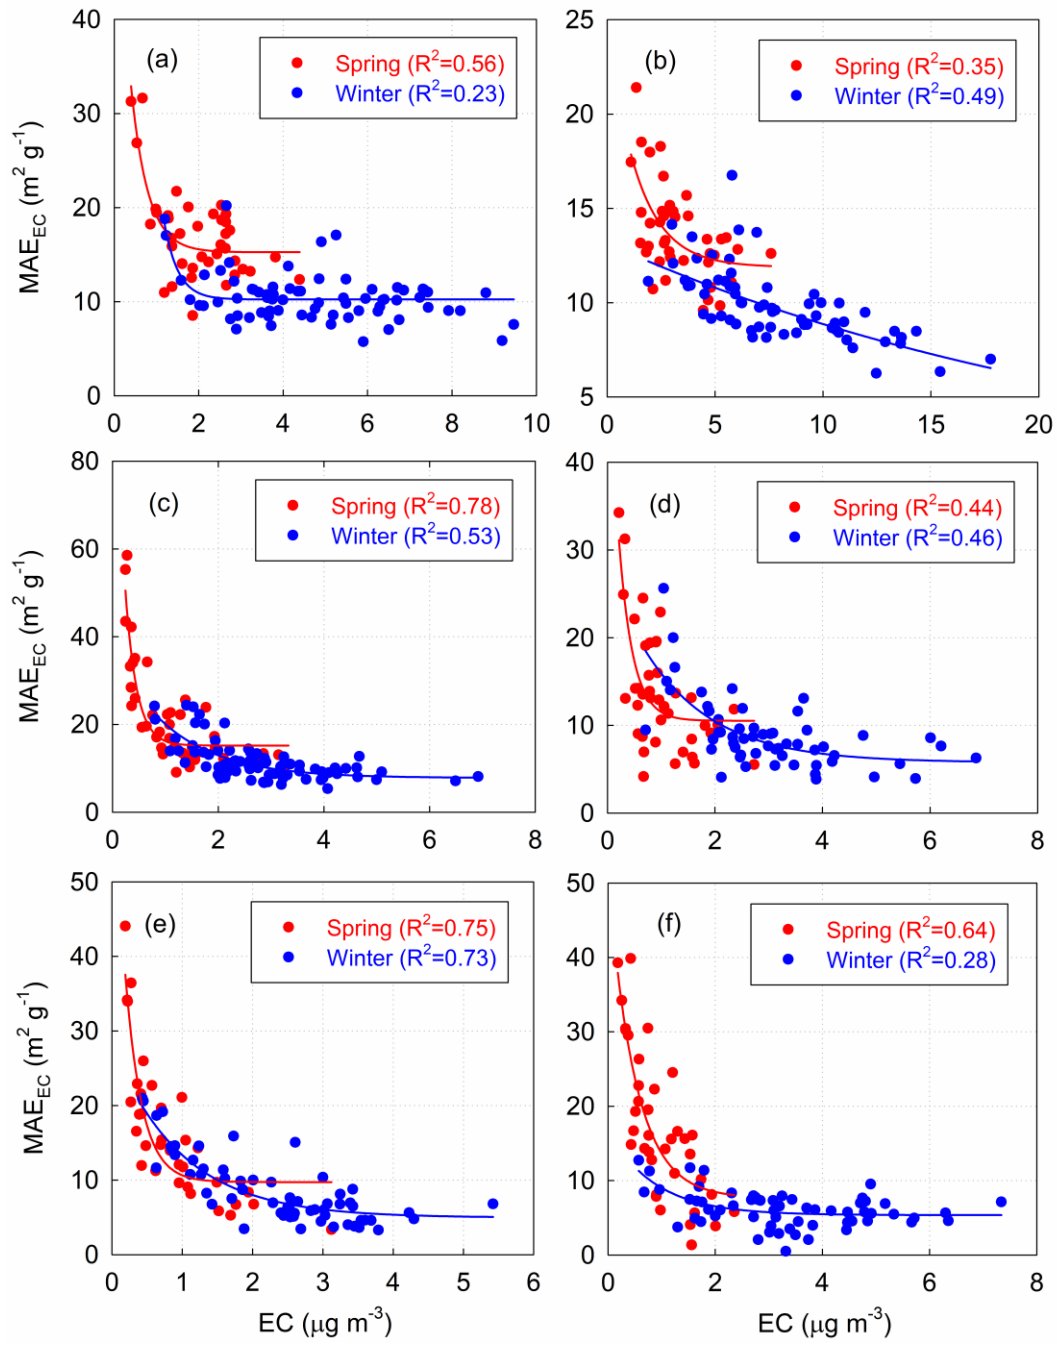 40
30
20
10
0
0
2
4
6
8
10
MAE_EC (m² g⁻¹)
(a)
Spring (R²=0.56)
Winter (R²=0.23)
25
20
15
10
5
0
5
10
15
20
(b)
Spring (R²=0.35)
Winter (R²=0.49)
80
60
40
20
0
0
2
4
6
8
MAE_EC (m² g⁻¹)
(c)
Spring (R²=0.78)
Winter (R²=0.53)
40
30
20
10
0
0
2
4
6
8
(d)
Spring (R²=0.44)
Winter (R²=0.46)
50
40
30
20
10
0
0
1
2
3
4
5
6
MAE_EC (m² g⁻¹)
EC (μg m⁻³)
(e)
Spring (R²=0.75)
Winter (R²=0.73)
50
40
30
20
10
0
0
2
4
6
8
EC (μg m⁻³)
(f)
Spring (R²=0.64)
Winter (R²=0.28)